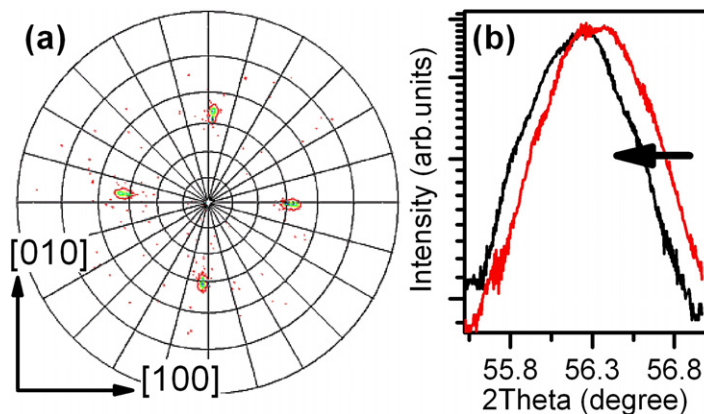 (a)
[010]
[100]
(b)
Intensity (arb.units)
55.8 56.3 56.8
2Theta (degree)